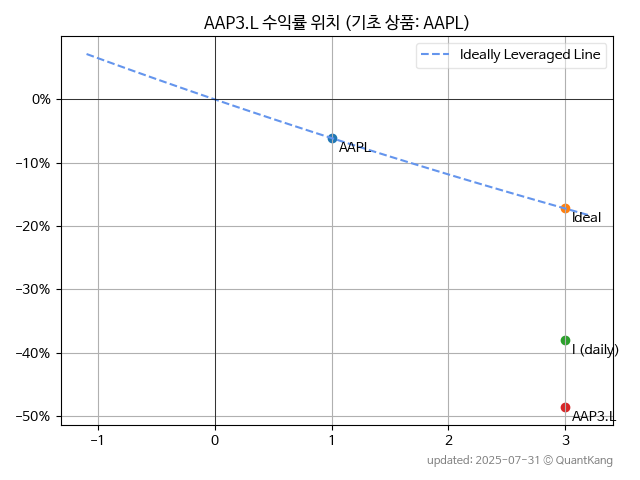 AAP3.L 수익률 위치 (기초 상품: AAPL)
Ideally Leveraged Line
0%
−10%
−20%
−30%
−40%
−50%
AAPL
Ideal
I (daily)
AAP3.L
−1
0
1
2
3
updated: 2025-07-31 © QuantKang